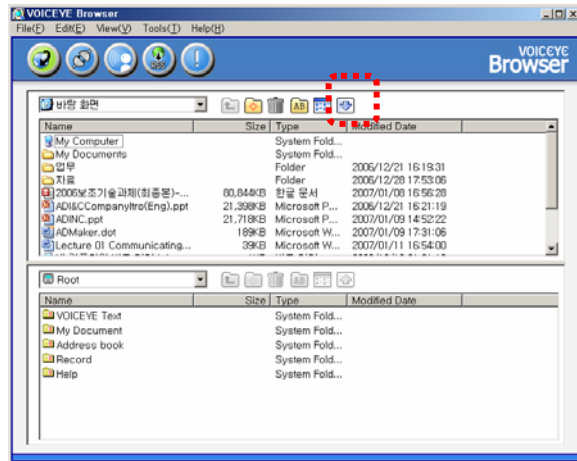 VOICEYE Browser
File(F) Edit(E) View(V) Tools(T) Help(H)
RSS
VOICEYE
Browser
바탕 화면
AB
Name Size Type Modified Date
My Computer System Fold...
My Documents System Fold...
업무 Folder 2006/12/21 16:19:31
자료 Folder 2006/12/28 17:53:06
2006보조기술과제(최종본)-... 80,844KB 한글 문서 2007/01/08 16:56:28
ADI&CCompanyItro(Eng).ppt 21,398KB Microsoft P... 2006/12/21 16:21:19
ADINC.ppt 21,718KB Microsoft P... 2007/01/09 14:52:22
ADMaker.dot 189KB Microsoft W... 2007/01/09 17:31:06
Lecture 01 Communicating... 39KB Microsoft W... 2007/01/11 16:54:00
Root
AB
Name Size Type Modified Date
VOICEYE Text System Fold...
My Document System Fold...
Address book System Fold...
Record System Fold...
Help System Fold...